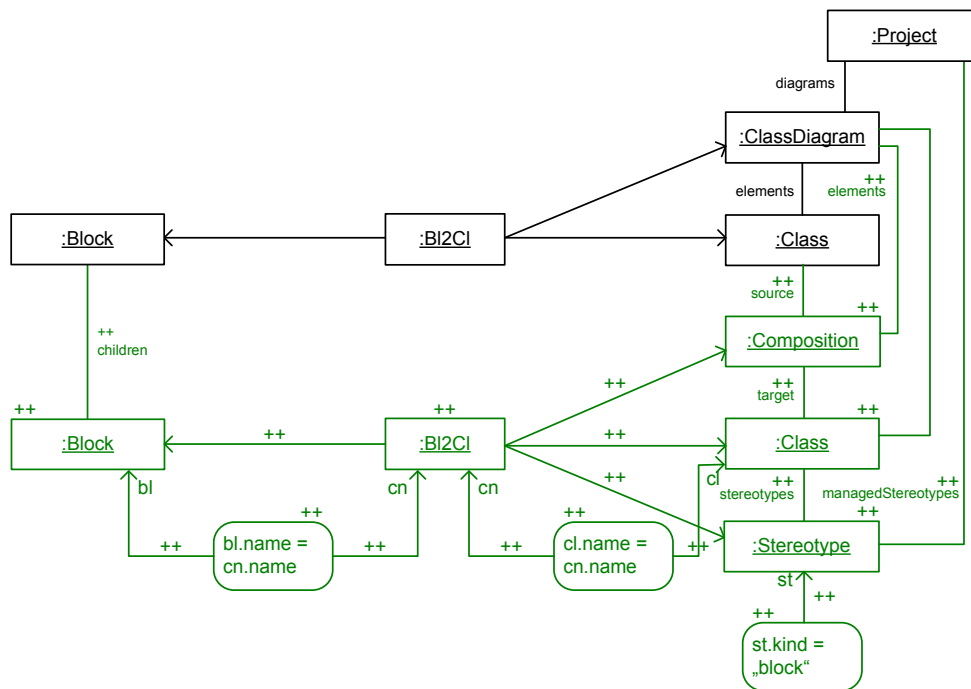 :Project
diagrams
:ClassDiagram
++
elements
elements
:Block
:Bl2Cl
:Class
++
source
++
++
children
:Composition
++
++
target
++
++
++
++
:Block
++
:Bl2Cl
++
:Class
bl
cn
cn
cl
++
++
stereotypes
++
managedStereotypes
++
++
++
bl.name =
cn.name
++
++
++
cl.name =
cn.name
++
:Stereotype
st
++
++
st.kind =
„block“